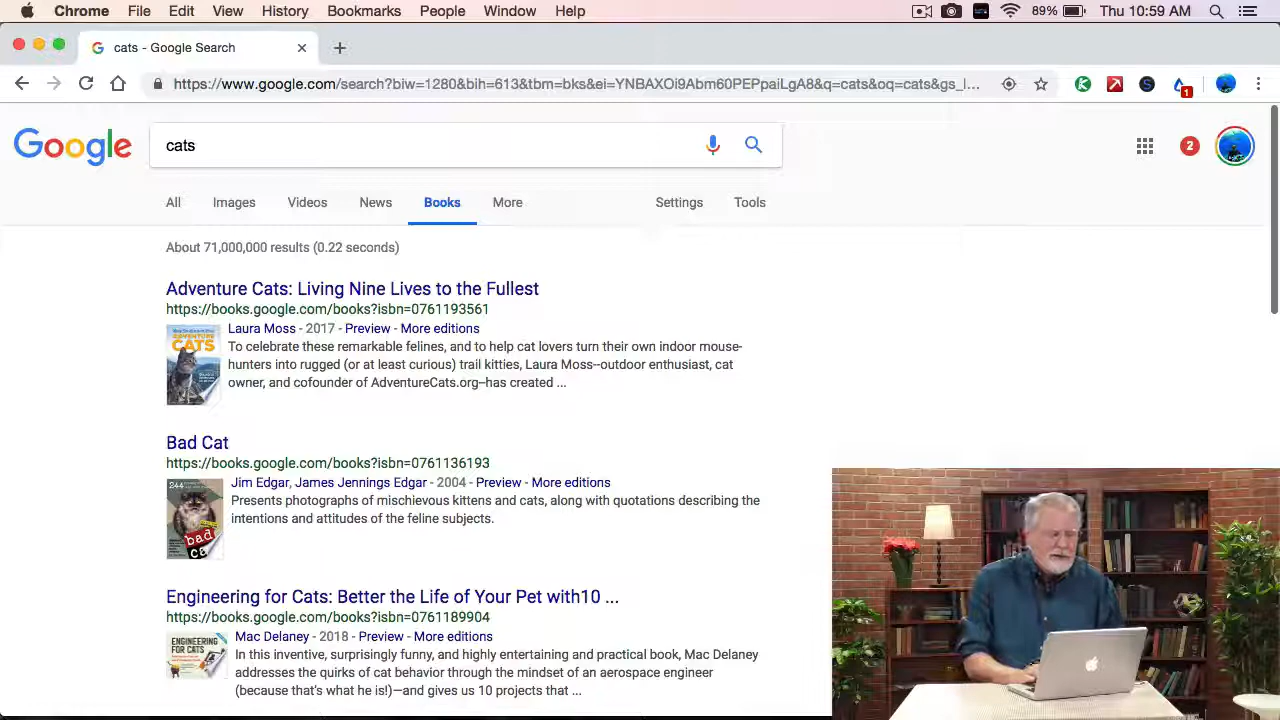 Chrome File Edit View History Bookmarks People Window Help 89% Thu 10:59 AM
cats - Google Search
https://www.google.com/search?biw=1280&bih=613&tbm=bks&ei=YNBAXOi9Abm60PEPpaiLgA8&q=cats&oq=cats&gs_l... 1
Google cats 2
All Images Videos News Books More Settings Tools
About 71,000,000 results (0.22 seconds)
Adventure Cats: Living Nine Lives to the Fullest
https://books.google.com/books?isbn=0761193561
Laura Moss - 2017 - Preview - More editions
To celebrate these remarkable felines, and to help cat lovers turn their own indoor mouse-
hunters into rugged (or at least curious) trail kitties, Laura Moss--outdoor enthusiast, cat
owner, and cofounder of AdventureCats.org--has created ...
ADVENTURE
CATS
Bad Cat
https://books.google.com/books?isbn=0761136193
Jim Edgar, James Jennings Edgar - 2004 - Preview - More editions
Presents photographs of mischievous kittens and cats, along with quotations describing the
intentions and attitudes of the feline subjects.
244
bad
ca
Engineering for Cats: Better the Life of Your Pet with10 ...
https://books.google.com/books?isbn=0761189904
Mac Delaney - 2018 - Preview - More editions
In this inventive, surprisingly funny, and highly entertaining and practical book, Mac Delaney
addresses the quirks of cat behavior through the mindset of an aerospace engineer
(because that's what he is!)—and gives us 10 projects that ...
ENGINEERING
FOR CATS